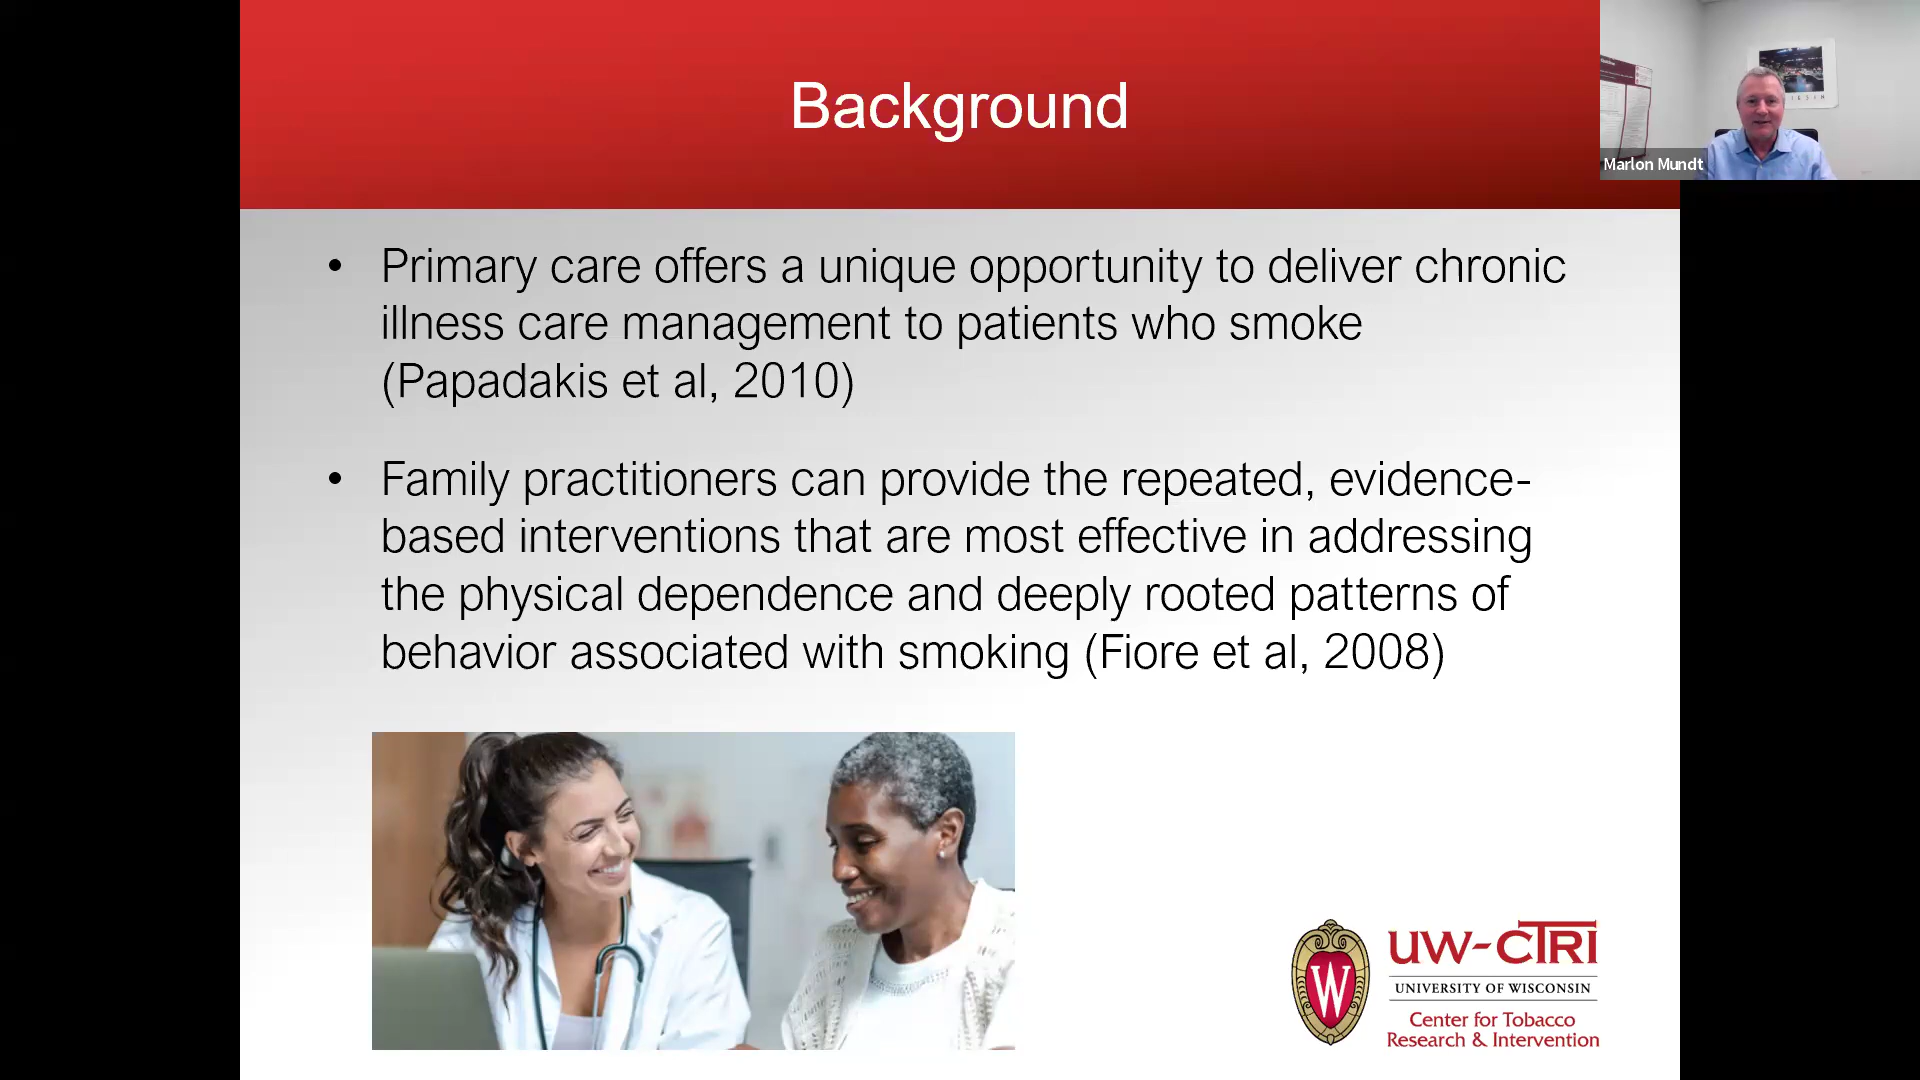 Background
Marlon Mundt
• Primary care offers a unique opportunity to deliver chronic
illness care management to patients who smoke
(Papadakis et al, 2010)
• Family practitioners can provide the repeated, evidence-
based interventions that are most effective in addressing
the physical dependence and deeply rooted patterns of
behavior associated with smoking (Fiore et al, 2008)
W
UW-CTRI
UNIVERSITY OF WISCONSIN
Center for Tobacco
Research & Intervention